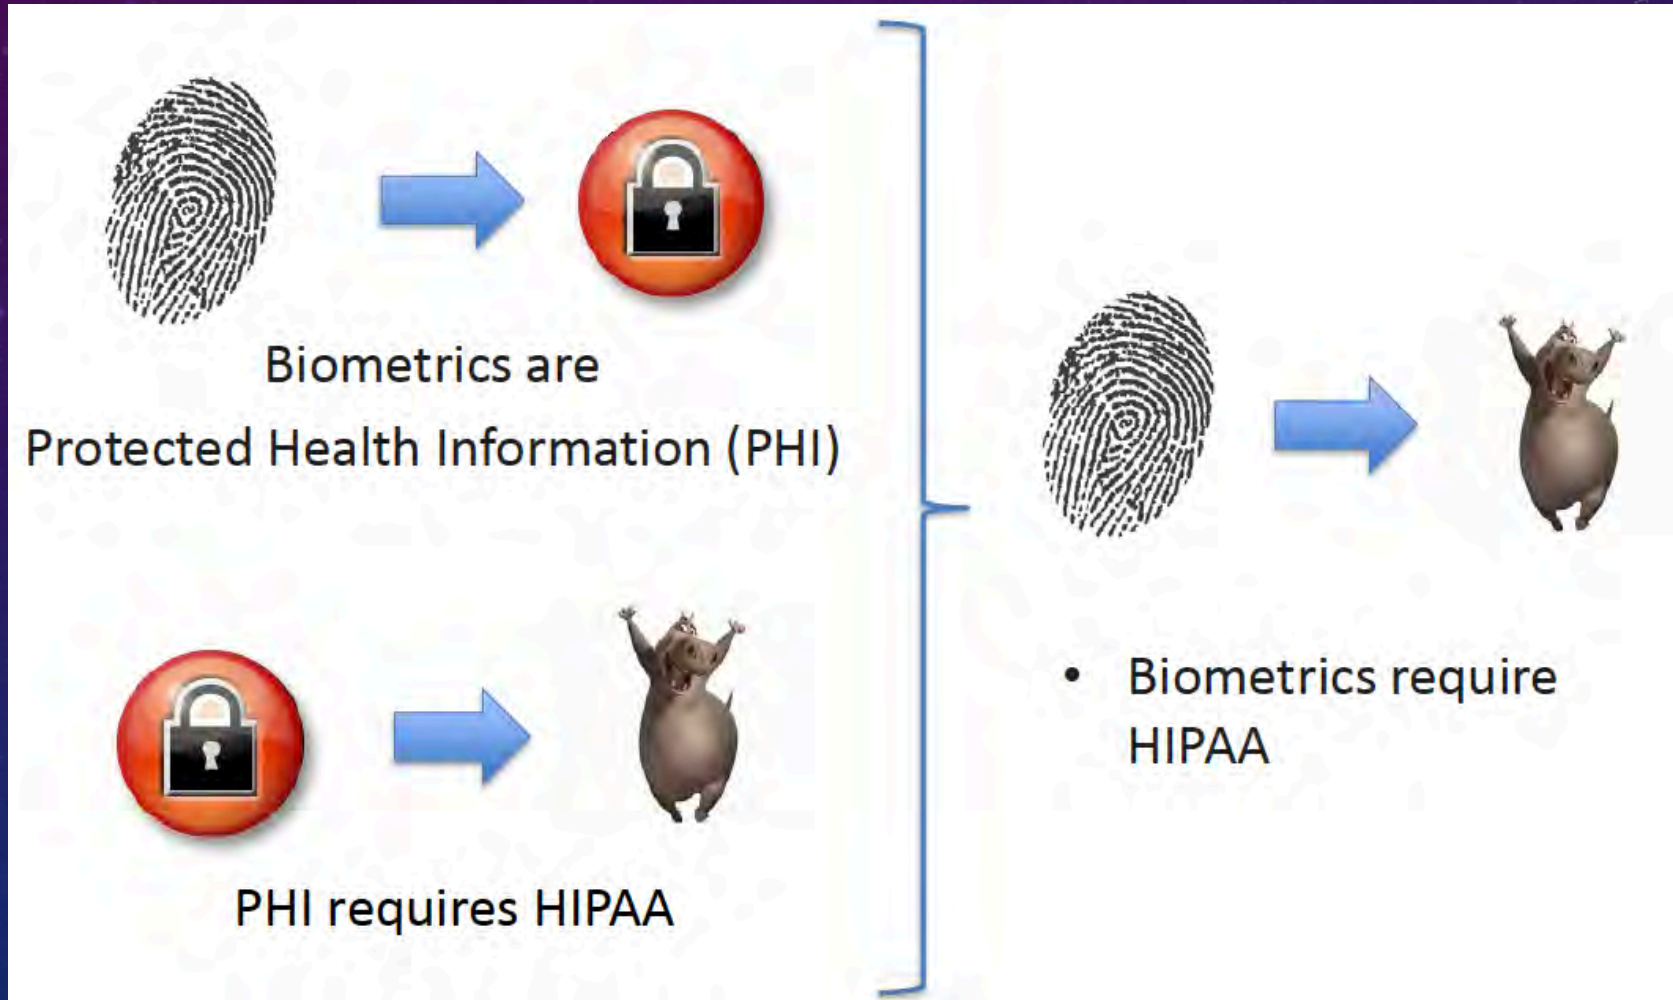 Biometrics are
Protected Health Information (PHI)
PHI requires HIPAA
• Biometrics require
HIPAA